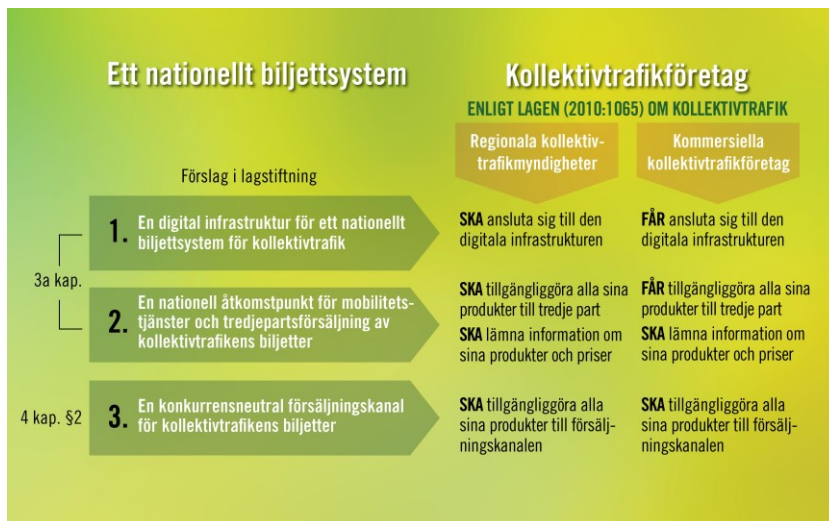 Ett nationellt biljettsystem
Kollektivtrafikföretag
ENLIGT LAGEN (2010:1065) OM KOLLEKTIVTRAFIK
Regionala kollektiv-
trafikmyndigheter
Kommersiella
kollektivtrafikföretag
Förslag i lagstiftning
3a kap.
1. En digital infrastruktur för ett nationellt
biljettsystem för kollektivtrafik
SKA ansluta sig till den
digitala infrastrukturen
FÅR ansluta sig till den
digitala infrastrukturen
2. En nationell åtkomstpunkt för mobilitets-
tjänster och tredjepartsförsäljning av
kollektivtrafikens biljetter
SKA tillgängliggöra alla sina
produkter till tredje part
SKA lämna information om
sina produkter och priser
FÅR tillgängliggöra alla sina
produkter till tredje part
SKA lämna information om
sina produkter och priser
4 kap. §2
3. En konkurrensneutral försäljningskanal
för kollektivtrafikens biljetter
SKA tillgängliggöra alla
sina produkter till försälj-
ningskanalen
SKA tillgängliggöra alla
sina produkter till försälj-
ningskanalen